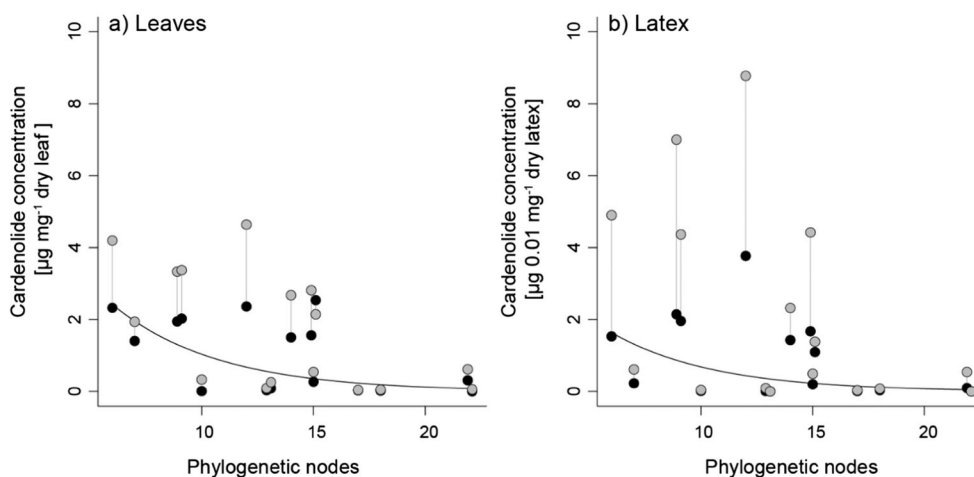 a) Leaves
Cardenolide concentration
[µg mg⁻¹ dry leaf ]
10
8
6
4
2
0
10
15
20
Phylogenetic nodes
b) Latex
Cardenolide concentration
[µg 0.01 mg⁻¹ dry latex]
10
8
6
4
2
0
10
15
20
Phylogenetic nodes